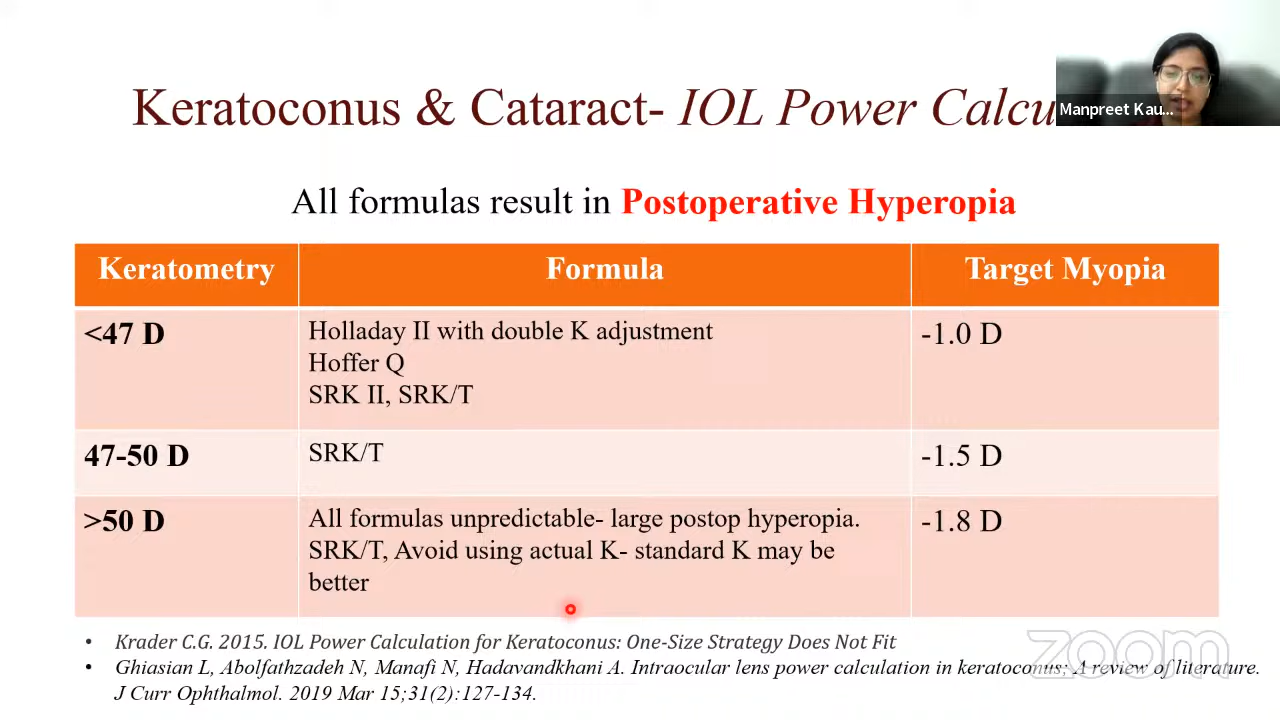 Keratoconus & Cataract- IOL Power Calcu
Manpreet Kau...
All formulas result in Postoperative Hyperopia
Keratometry Formula Target Myopia
<47 D Holladay II with double K adjustment -1.0 D
Hoffer Q
SRK II, SRK/T
47-50 D SRK/T -1.5 D
>50 D All formulas unpredictable- large postop hyperopia. -1.8 D
SRK/T, Avoid using actual K- standard K may be
better
• Krader C.G. 2015. IOL Power Calculation for Keratoconus: One-Size Strategy Does Not Fit
• Ghiasian L, Abolfathzadeh N, Manafi N, Hadavandkhani A. Intraocular lens power calculation in keratoconus; A review of literature.
J Curr Ophthalmol. 2019 Mar 15;31(2):127-134.
zoom